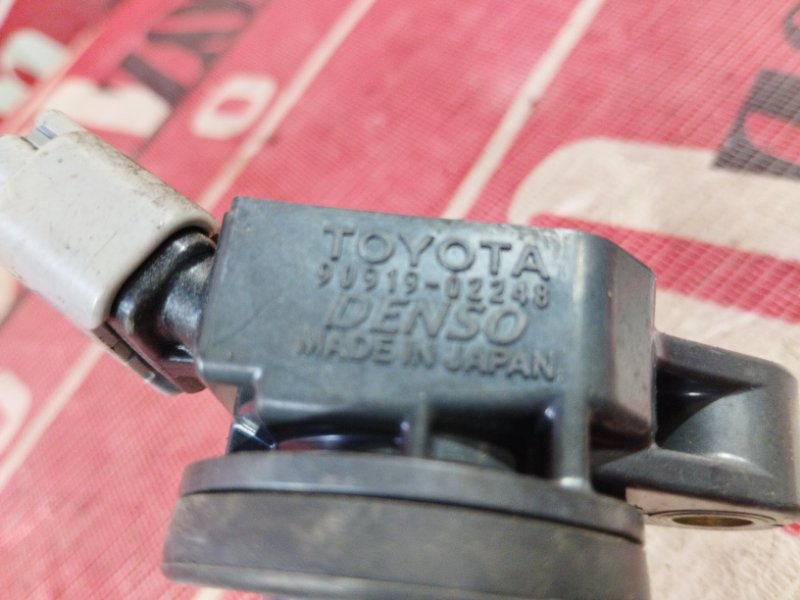 TOYOTA
90919-02248
DENSO
MADE IN JAPAN